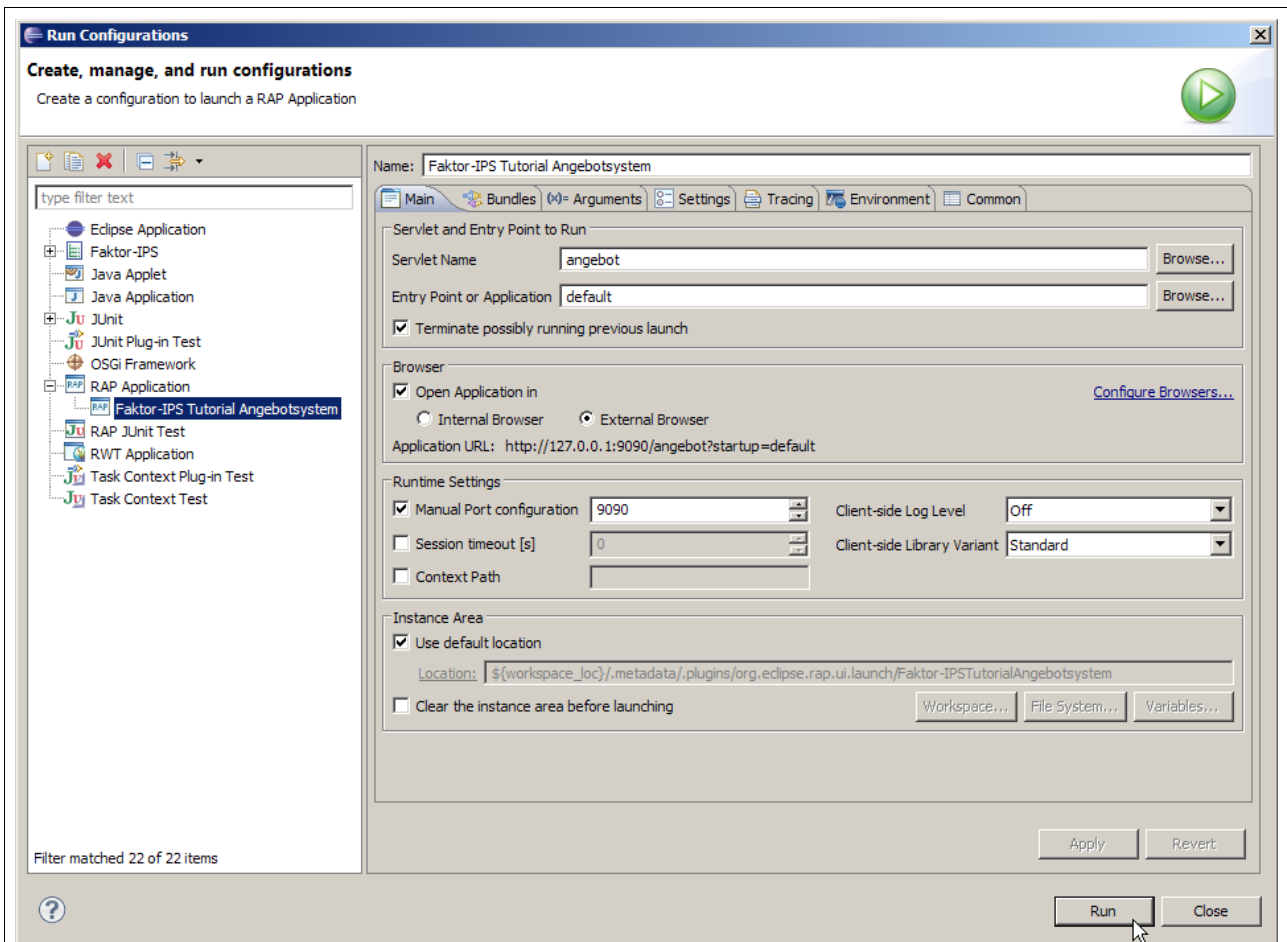 Run Configurations
Create, manage, and run configurations
Create a configuration to launch a RAP Application
type filter text
Eclipse Application
Faktor-IPS
Java Applet
Java Application
JUnit
JUnit Plug-in Test
OSGi Framework
RAP Application
Faktor-IPS Tutorial Angebotsystem
RAP JUnit Test
RWT Application
Task Context Plug-in Test
Task Context Test
Filter matched 22 of 22 items
Name: Faktor-IPS Tutorial Angebotsystem
Main Bundles (x)= Arguments Settings Tracing Environment Common
Servlet and Entry Point to Run
Servlet Name angebot Browse...
Entry Point or Application default Browse...
Terminate possibly running previous launch
Browser
Open Application in Configure Browsers...
Internal Browser External Browser
Application URL: http://127.0.0.1:9090/angebot?startup=default
Runtime Settings
Manual Port configuration 9090 Client-side Log Level Off
Session timeout [s] 0 Client-side Library Variant Standard
Context Path
Instance Area
Use default location
Location: ${workspace_loc}/.metadata/.plugins/org.eclipse.rap.ui.launch/Faktor-IPSTutorialAngebotsystem
Clear the instance area before launching Workspace... File System... Variables...
Apply Revert
Run Close